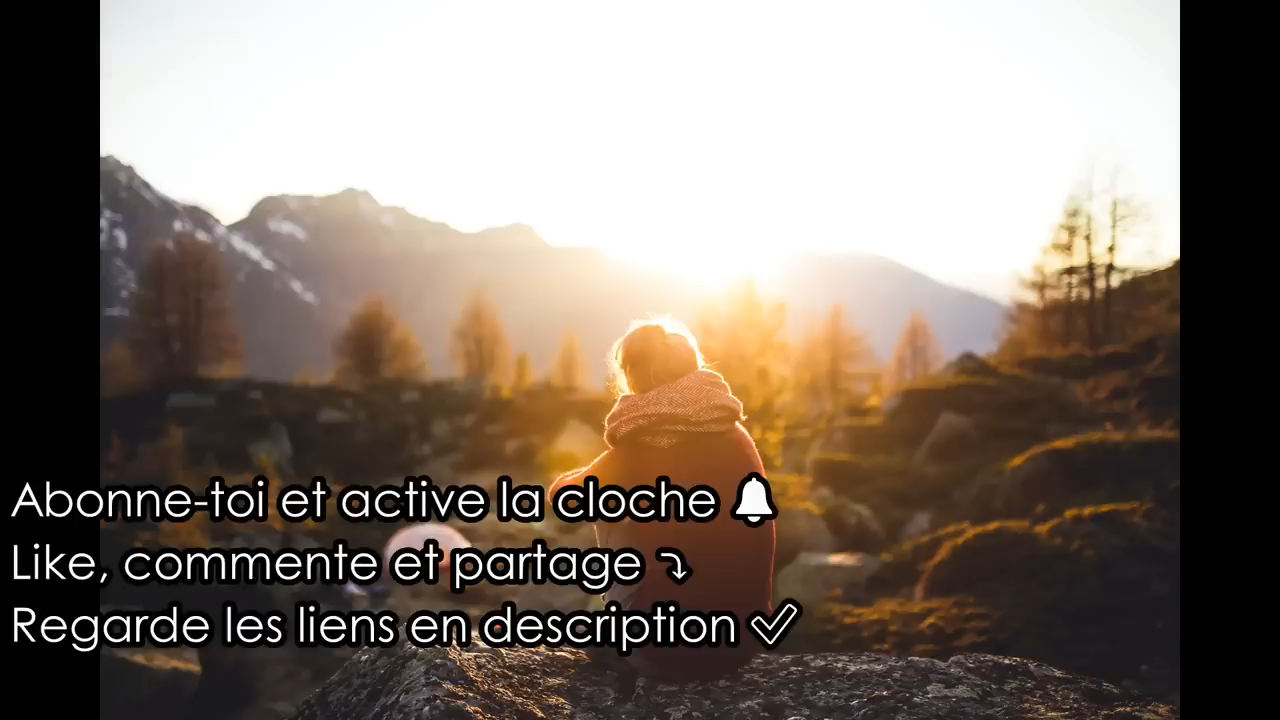 Abonne-toi et active la cloche 🔔
Like, commente et partage ⤵
Regarde les liens en description ✓